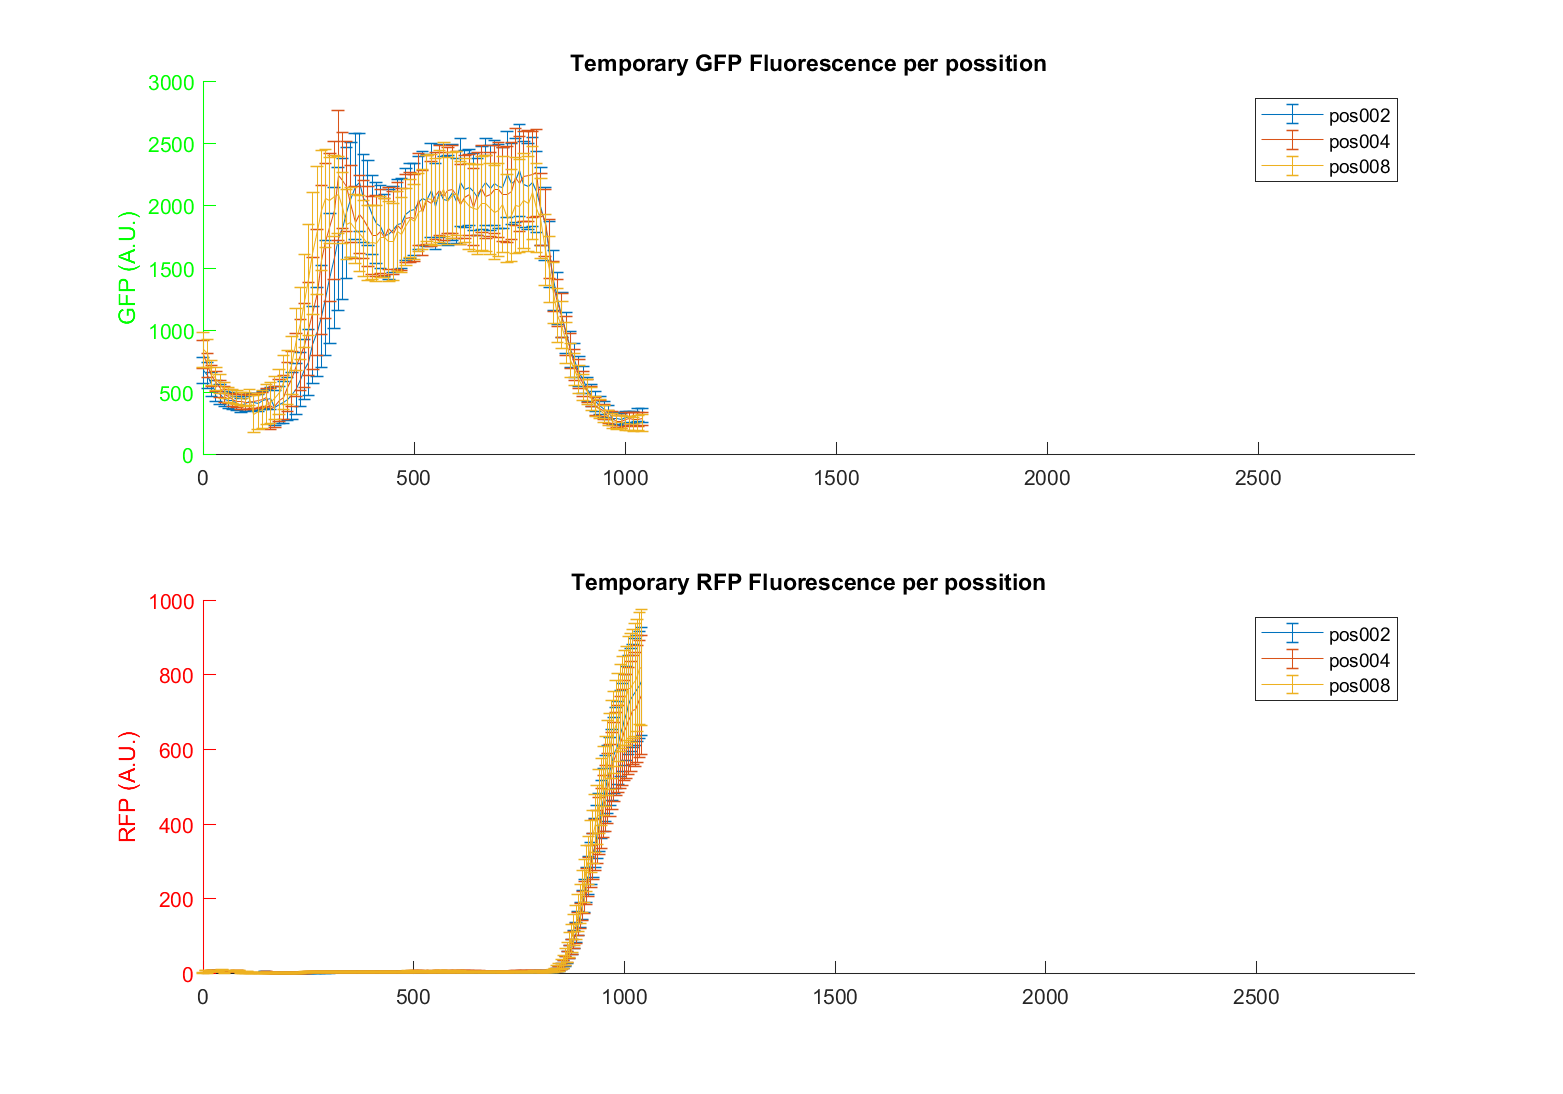 Temporary GFP Fluorescence per possition
3000
2500
2000
1500
1000
500
0
GFP (A.U.)
0 500 1000 1500 2000 2500
pos002
pos004
pos008
Temporary RFP Fluorescence per possition
1000
800
600
400
200
0
RFP (A.U.)
0 500 1000 1500 2000 2500
pos002
pos004
pos008